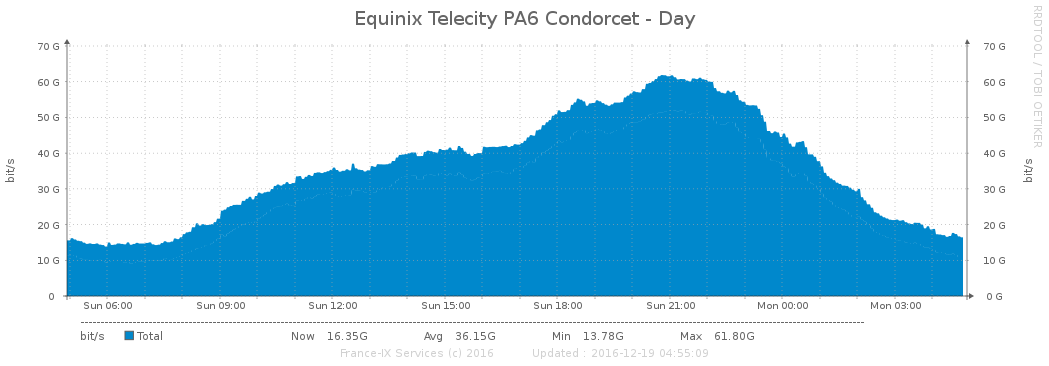 Equinix Telecity PA6 Condorcet - Day
RRDTOOL / TOBI OETIKER
70 G 70 G
60 G 60 G
50 G 50 G
40 G 40 G
30 G 30 G
20 G 20 G
10 G 10 G
0 0 G
bit/s bit/s
Sun 06:00 Sun 09:00 Sun 12:00 Sun 15:00 Sun 18:00 Sun 21:00 Mon 00:00 Mon 03:00
bit/s Total Now 16.35G Avg 36.15G Min 13.78G Max 61.80G
France-IX Services (c) 2016 Updated : 2016-12-19 04:55:09